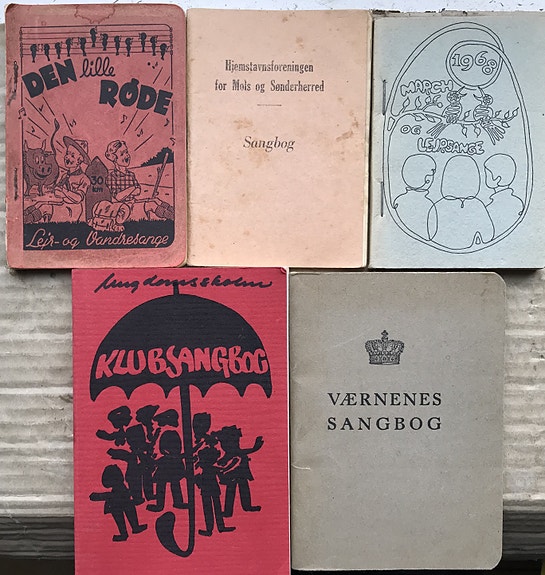 DEN lille
RØDE
30
km
Lejr- og Vandresange
Hjemstavnsforeningen
for Mols og Sønderherred
Sangbog
1968
MARCH
OG
LEJRSANGE
ungdomsskolen
KLUBSANGBOG
VÆRNENES
SANGBOG